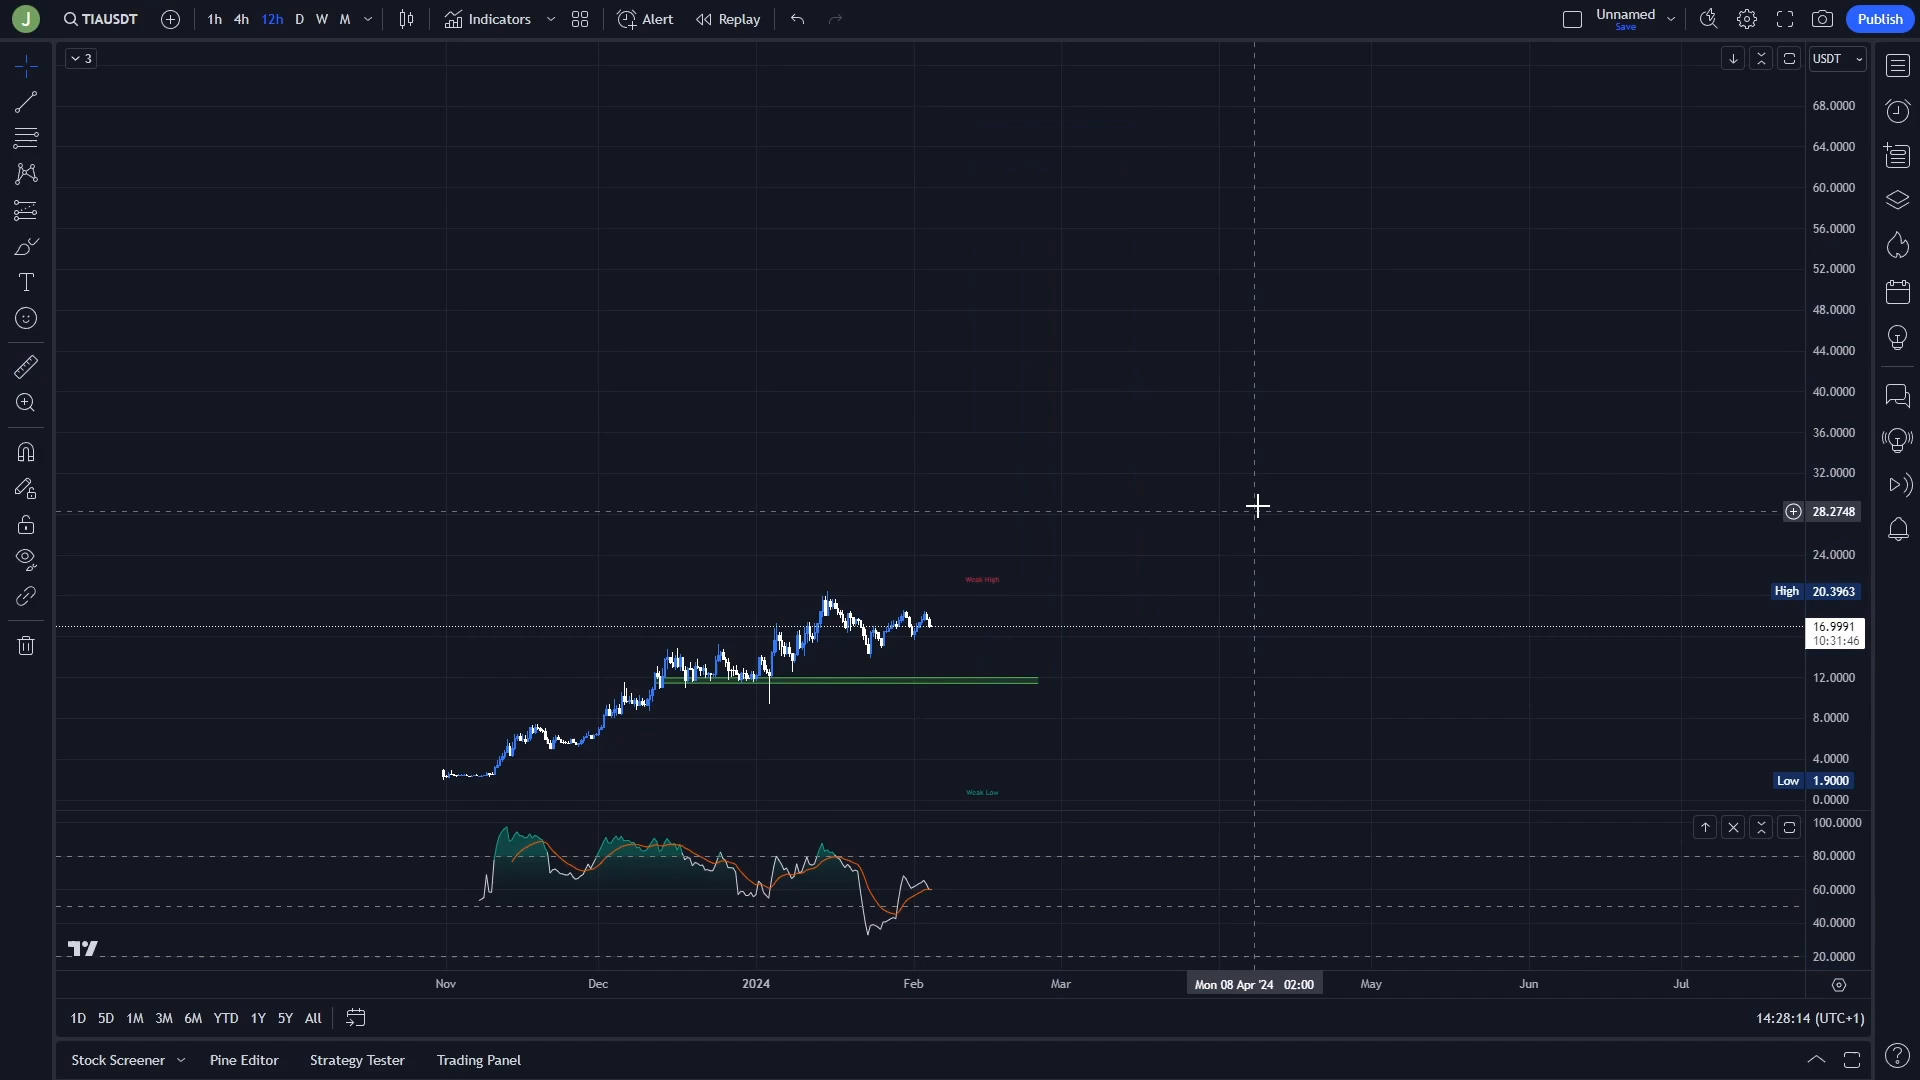 J TIAUSDT 1h 4h 12h D W M Indicators Alert Replay Unnamed Save Publish
3
USDT
68.0000
64.0000
60.0000
56.0000
52.0000
48.0000
44.0000
40.0000
36.0000
32.0000
28.2748
24.0000
Weak High
High 20.3963
16.9991
10:31:46
12.0000
8.0000
4.0000
Low 1.9000
Weak Low
0.0000
100.0000
80.0000
60.0000
40.0000
20.0000
Nov Dec 2024 Feb Mar Mon 08 Apr '24 02:00 May Jun Jul
1D 5D 1M 3M 6M YTD 1Y 5Y All 14:28:14 (UTC+1)
Stock Screener Pine Editor Strategy Tester Trading Panel